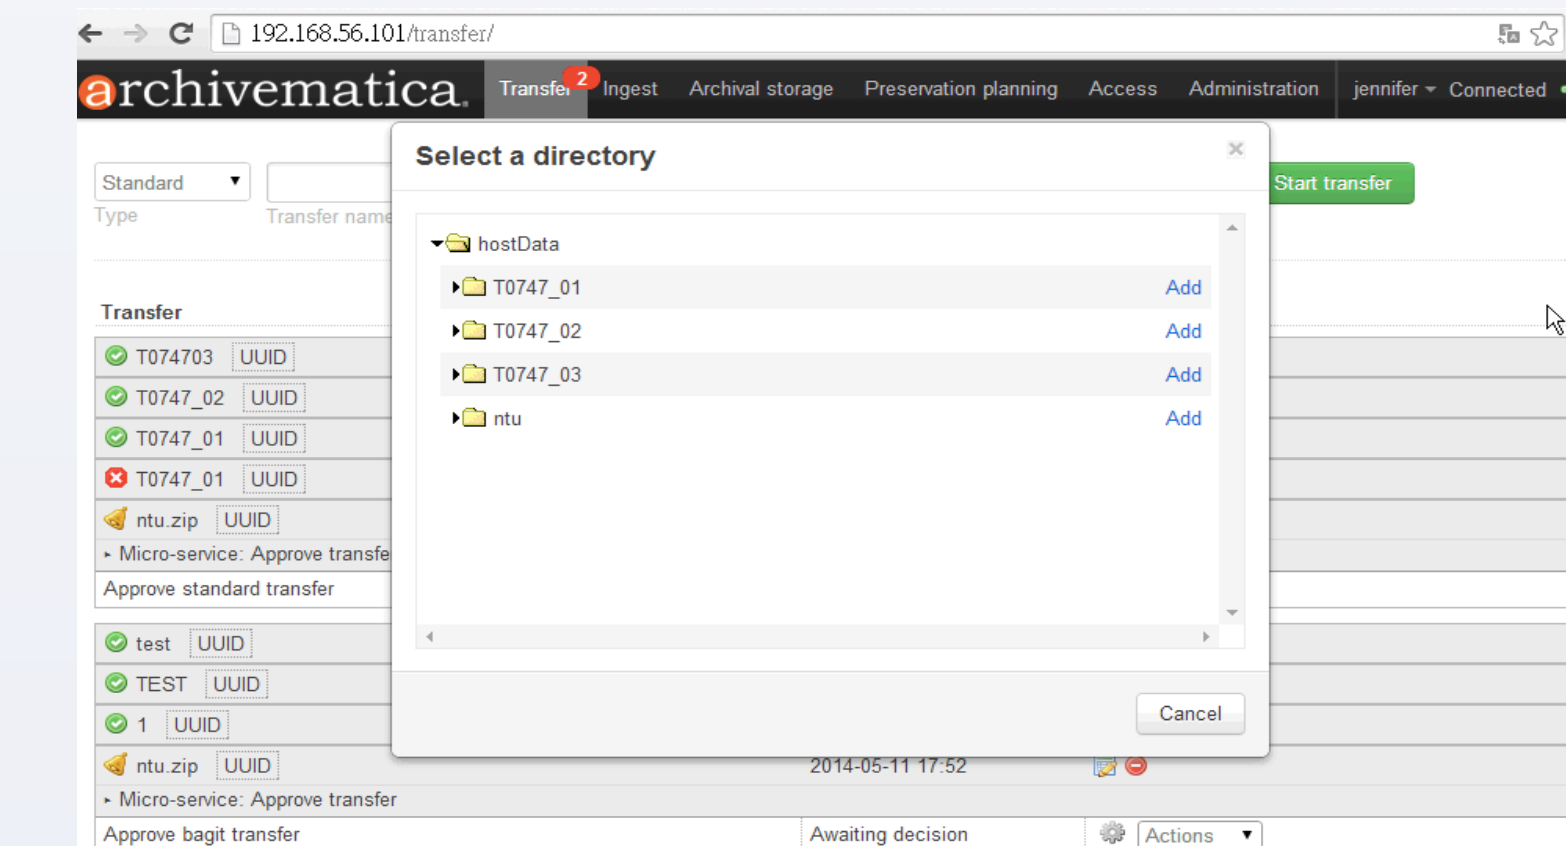 192.168.56.101/transfer/
archivematica.
Transfer 2 Ingest Archival storage Preservation planning Access Administration jennifer Connected
Select a directory ×
Standard
Start transfer
Type Transfer name
hostData
T0747_01 Add
T0747_02 Add
T0747_03 Add
ntu Add
Cancel
Transfer
T074703 UUID
T0747_02 UUID
T0747_01 UUID
T0747_01 UUID
ntu.zip UUID
Micro-service: Approve transfe
Approve standard transfer
test UUID
TEST UUID
1 UUID
ntu.zip UUID 2014-05-11 17:52
Micro-service: Approve transfer
Approve bagit transfer Awaiting decision Actions